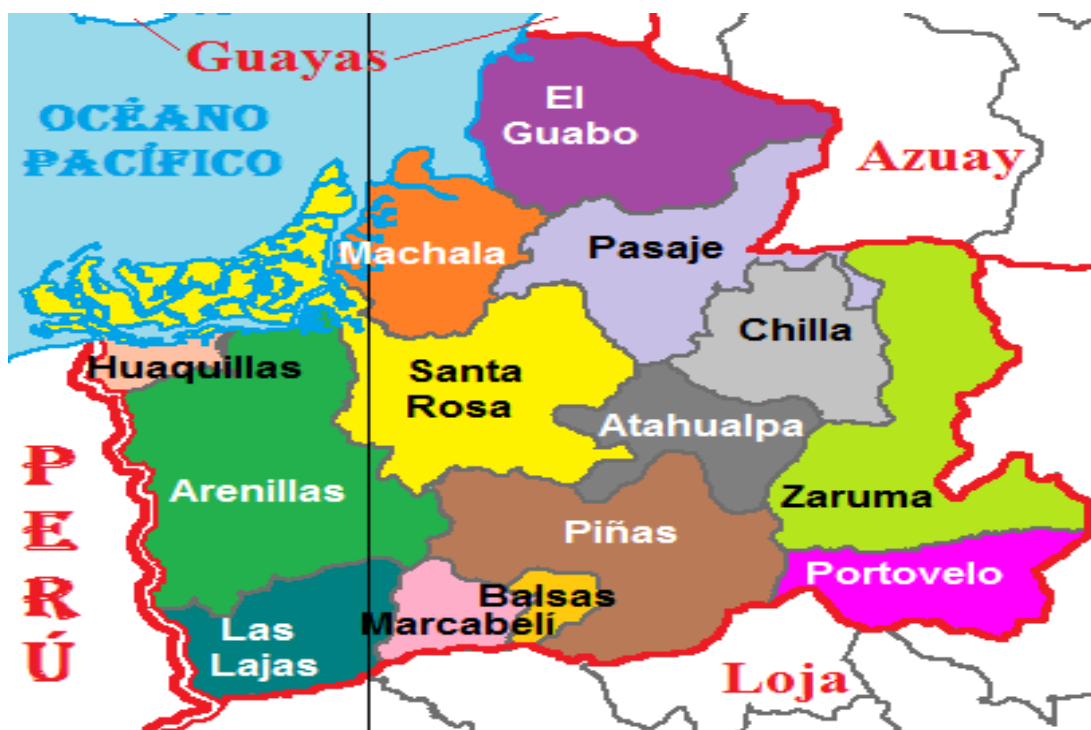 Guayas
El
Guabo
OCÉANO
PACÍFICO
Azuay
Machala
Pasaje
Chilla
Huaquillas
Santa
Rosa
Atahualpa
PERÚ
Arenillas
Zaruma
Piñas
Portovelo
Balsas
Marcabelí
Las
Lajas
Loja